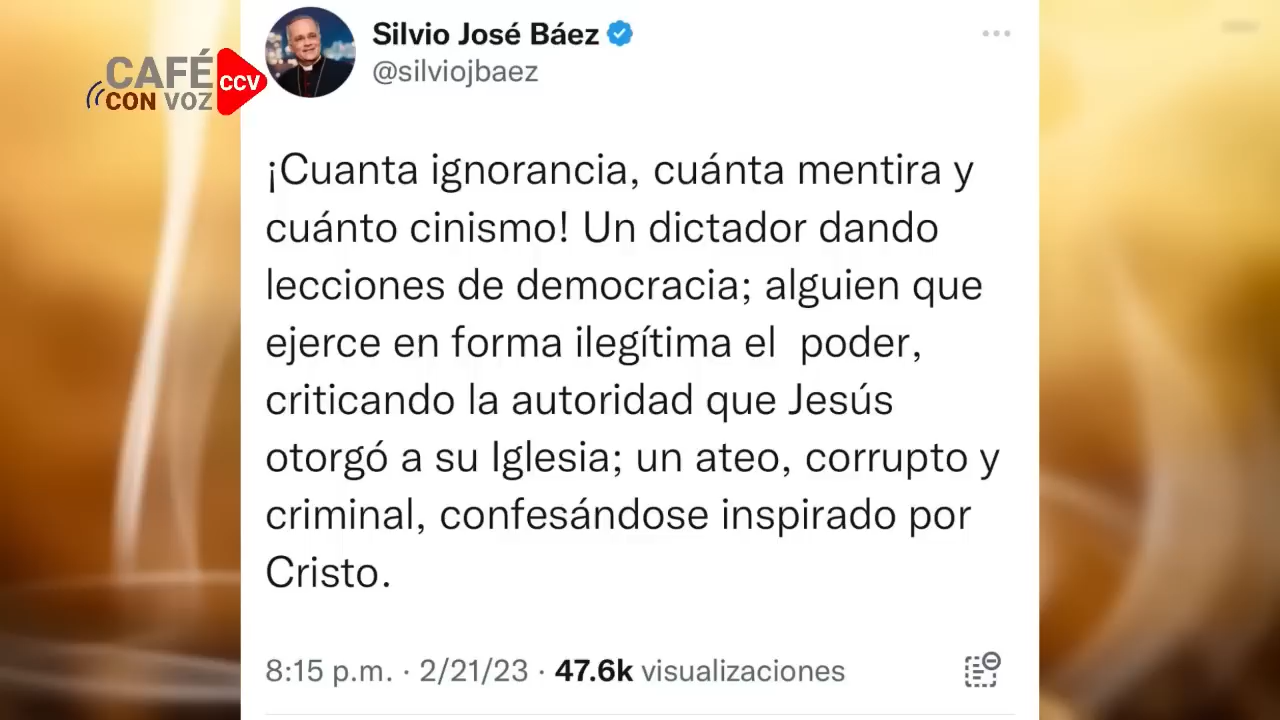 Silvio José Báez
@silviojbaez
CAFÉ
CON VOZ
CCV
¡Cuanta ignorancia, cuánta mentira y
cuánto cinismo! Un dictador dando
lecciones de democracia; alguien que
ejerce en forma ilegítima el  poder,
criticando la autoridad que Jesús
otorgó a su Iglesia; un ateo, corrupto y
criminal, confesándose inspirado por
Cristo.
8:15 p.m. · 2/21/23 · 47.6k visualizaciones